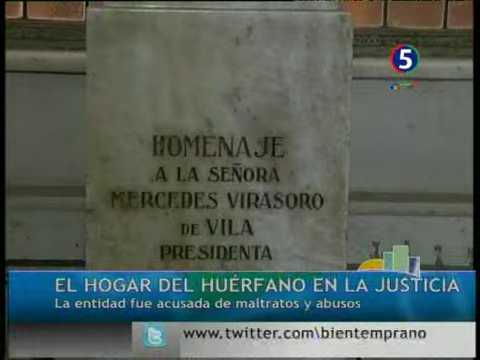 5
HOMENAJE
A LA SEÑORA
MERCEDES VIRASORO
DE VILA
PRESIDENTA
EL HOGAR DEL HUÉRFANO EN LA JUSTICIA
La entidad fue acusada de maltratos y abusos
www.twitter.com\bientemprano